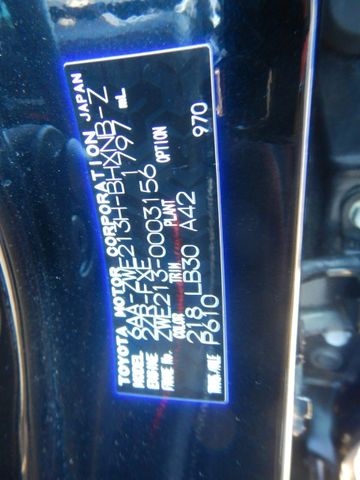 TOYOTA MOTOR CORPORATION JAPAN
MODEL 6AA-ZWE213H-BHXNB-Z
ENGINE 2ZR-FXE 1797 mL
FRAME No. ZWE213-0003156
COLOR TRIM PLANT OPTION
218 LB30 A42 970
TRANS. AXLE P610